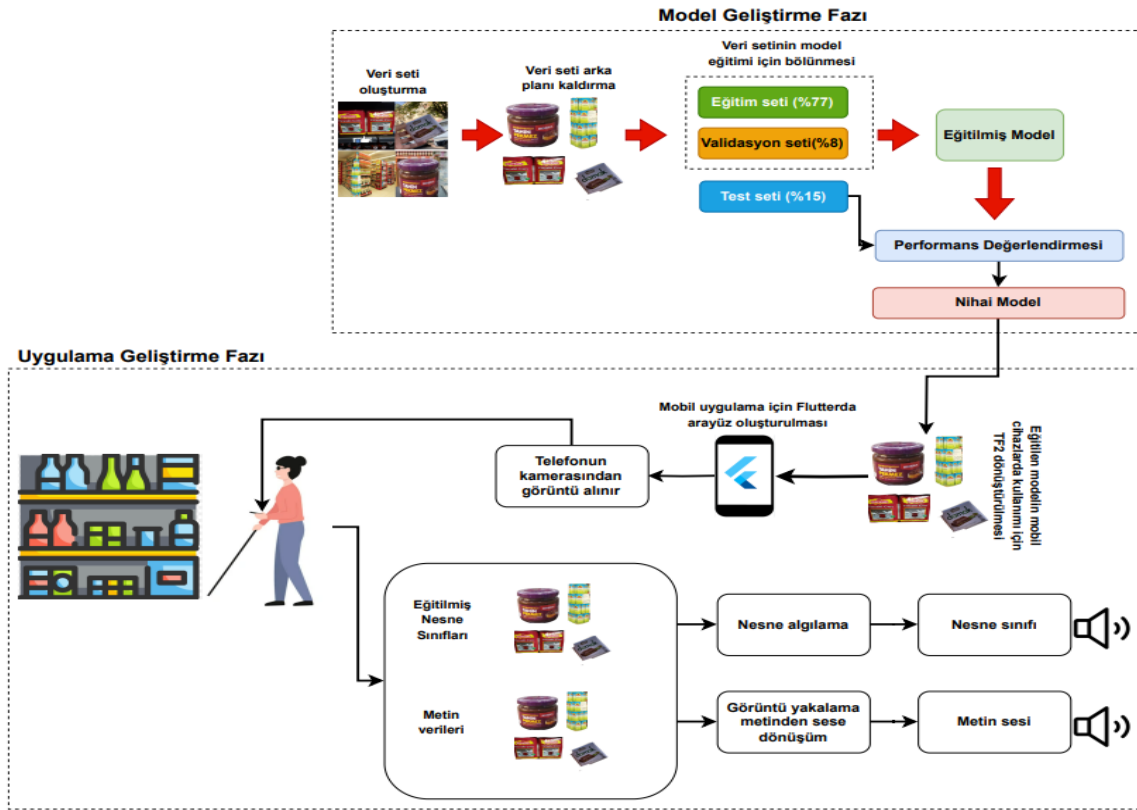 Model Geliştirme Fazı
Veri seti
oluşturma
Veri seti arka
planı kaldırma
Veri setinin model
eğitimi için bölünmesi
Eğitim seti (%77)
Validasyon seti(%8)
Test seti (%15)
Eğitilmiş Model
Performans Değerlendirmesi
Nihai Model
Uygulama Geliştirme Fazı
Mobil uygulama için Flutterda
arayüz oluşturulması
Eğitilen modelin mobil
cihazlarda kullanımı için
TF2 dönüştürülmesi
Telefonun
kamerasından
görüntü alınır
Eğitilmiş
Nesne
Sınıfları
Nesne algılama
Nesne sınıfı
Metin
verileri
Görüntü yakalama
metinden sese
dönüşüm
Metin sesi